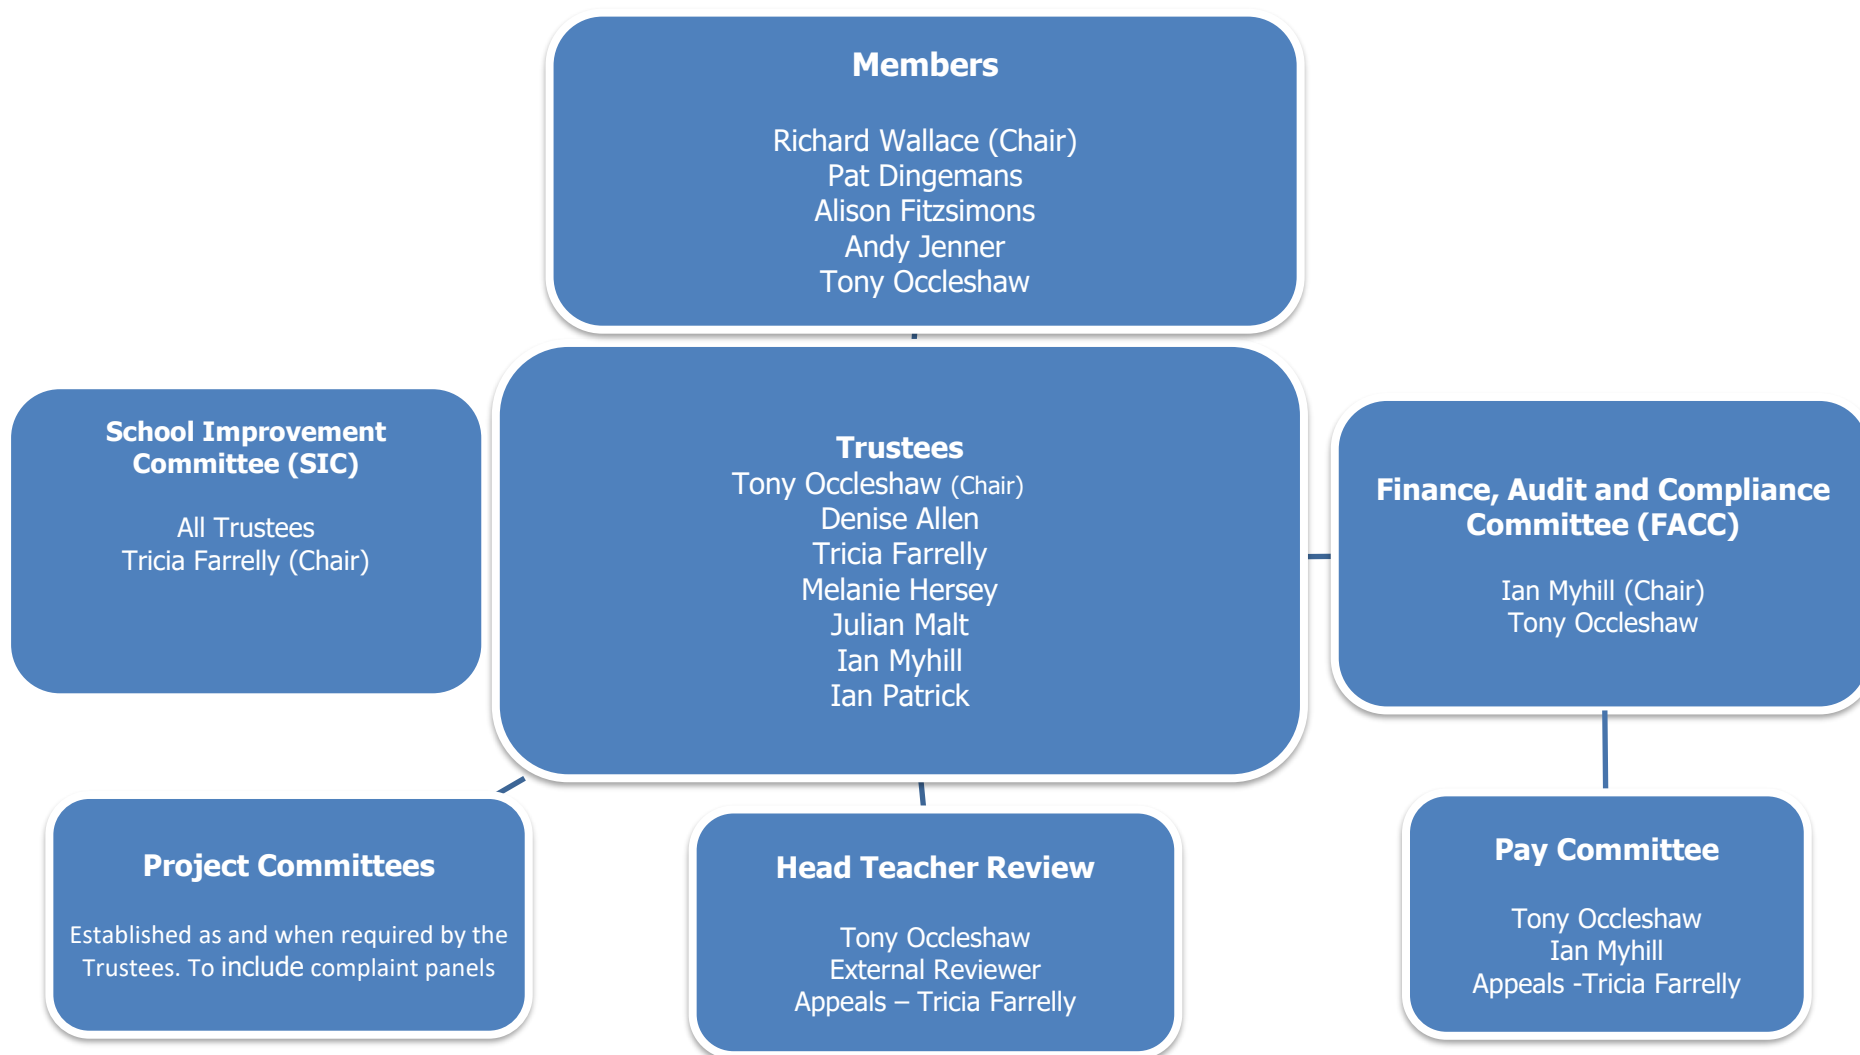 Members
Richard Wallace (Chair)
Pat Dingemans
Alison Fitzsimons
Andy Jenner
Tony Occleshaw
School Improvement
Committee (SIC)
All Trustees
Tricia Farrelly (Chair)
Trustees
Tony Occleshaw (Chair)
Denise Allen
Tricia Farrelly
Melanie Hersey
Julian Malt
Ian Myhill
Ian Patrick
Finance, Audit and Compliance
Committee (FACC)
Ian Myhill (Chair)
Tony Occleshaw
Project Committees
Established as and when required by the
Trustees. To include complaint panels
Head Teacher Review
Tony Occleshaw
External Reviewer
Appeals – Tricia Farrelly
Pay Committee
Tony Occleshaw
Ian Myhill
Appeals -Tricia Farrelly